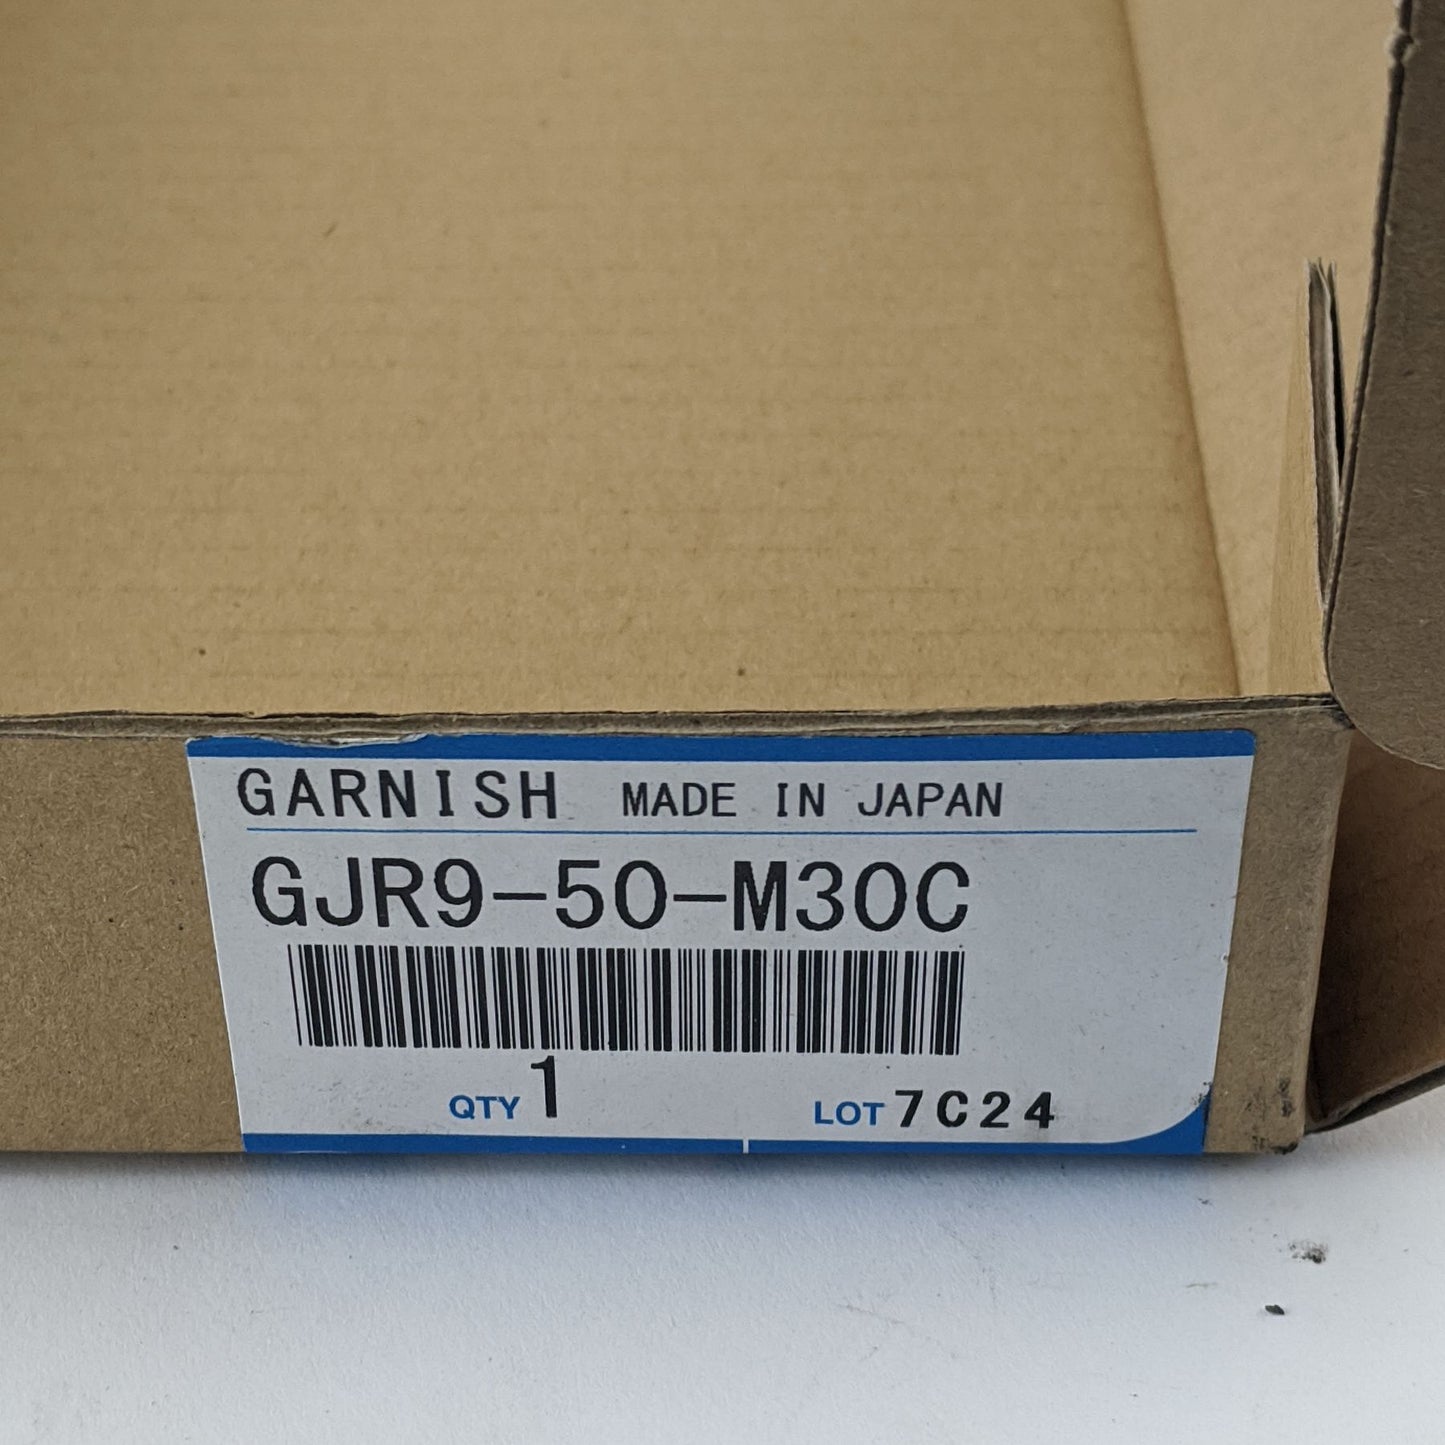 GARNISH MADE IN JAPAN
GJR9-50-M30C
QTY 1 LOT 7C24